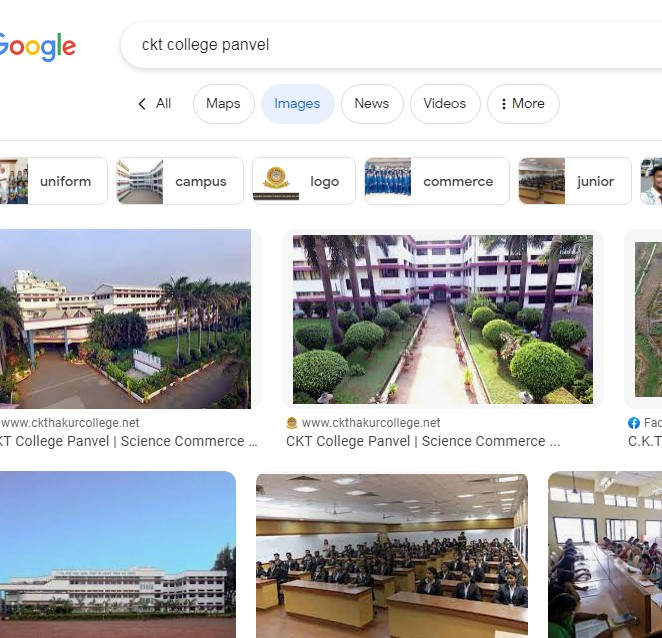 Google
ckt college panvel
All
Maps
Images
News
Videos
More
uniform
campus
logo
commerce
junior
www.ckthakurcollege.net
www.ckthakurcollege.net
Fac
KT College Panvel | Science Commerce ...
CKT College Panvel | Science Commerce ...
C.K.T